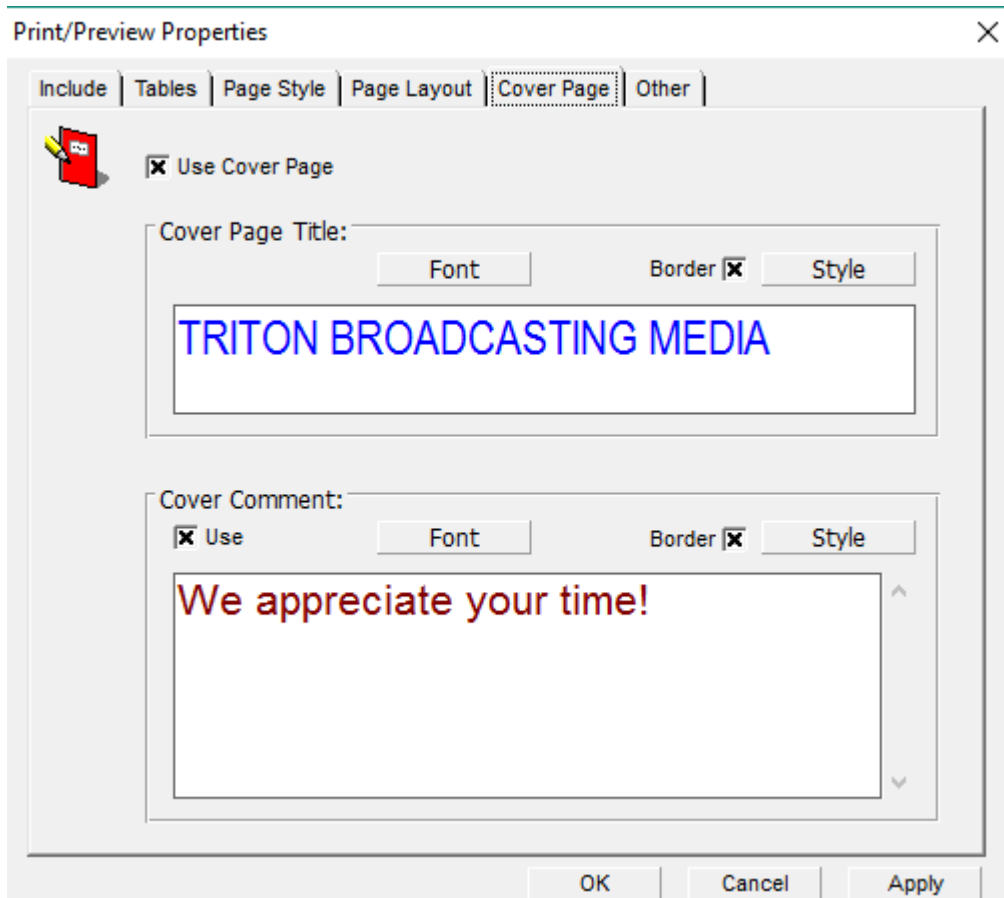 Print/Preview Properties
Include Tables Page Style Page Layout Cover Page Other
Use Cover Page
Cover Page Title:
Font Border Style
TRITON BROADCASTING MEDIA
Cover Comment:
Use Font Border Style
We appreciate your time!
OK Cancel Apply